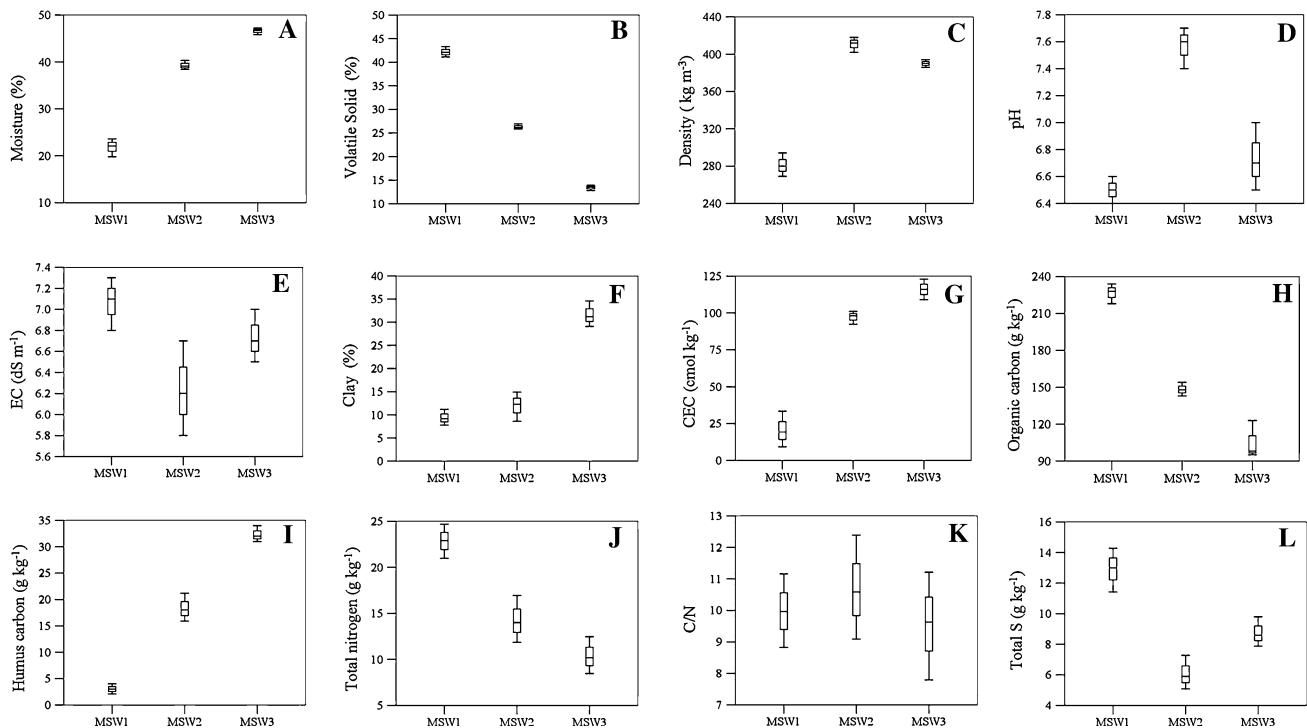 A
Moisture (%)
50
40
30
20
10
MSW1 MSW2 MSW3
B
Volatile Solid (%)
50
45
40
35
30
25
20
15
10
MSW1 MSW2 MSW3
C
Density ( kg m⁻³)
440
400
360
320
280
240
MSW1 MSW2 MSW3
D
pH
7.8
7.6
7.4
7.2
7.0
6.8
6.6
6.4
MSW1 MSW2 MSW3
E
EC (dS m⁻¹)
7.4
7.2
7.0
6.8
6.6
6.4
6.2
6.0
5.8
5.6
MSW1 MSW2 MSW3
F
Clay (%)
40
35
30
25
20
15
10
5
0
MSW1 MSW2 MSW3
G
CEC (cmol kg⁻¹)
125
100
75
50
25
0
MSW1 MSW2 MSW3
H
Organic carbon (g kg⁻¹)
240
210
180
150
120
90
MSW1 MSW2 MSW3
I
Humus carbon (g kg⁻¹)
35
30
25
20
15
10
5
0
MSW1 MSW2 MSW3
J
Total nitrogen (g kg⁻¹)
25
20
15
10
5
MSW1 MSW2 MSW3
K
C/N
13
12
11
10
9
8
7
MSW1 MSW2 MSW3
L
Total S (g kg⁻¹)
16
14
12
10
8
6
4
MSW1 MSW2 MSW3